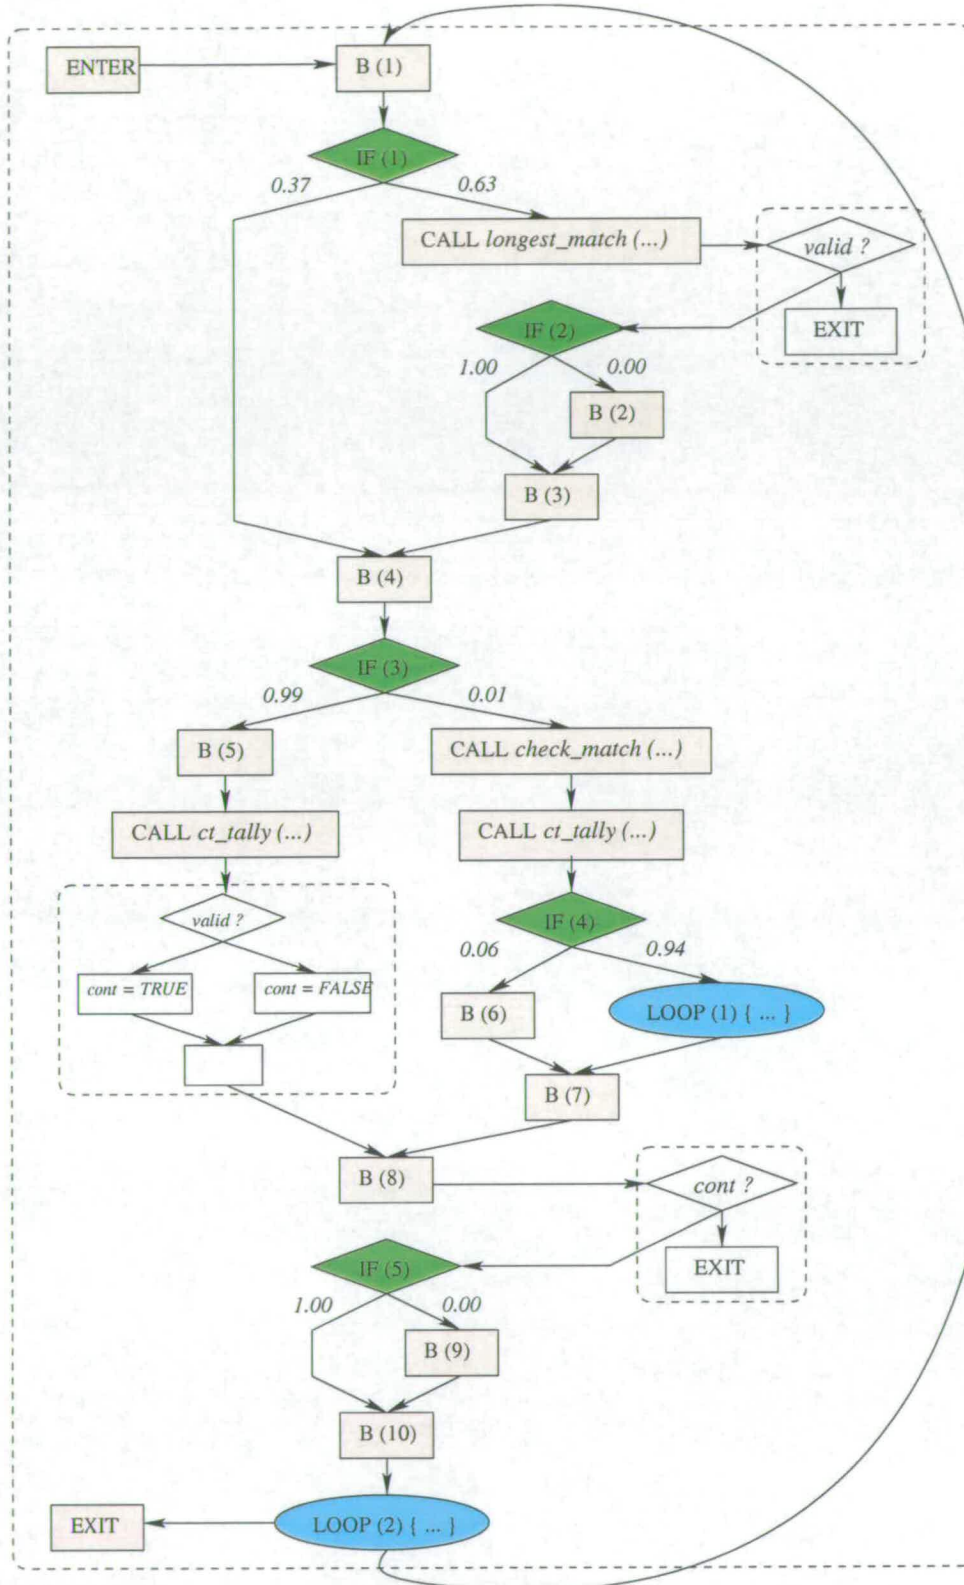 ENTER
B (1)
IF (1)
0.37
0.63
CALL longest_match (...)
valid ?
EXIT
IF (2)
1.00
0.00
B (2)
B (3)
B (4)
IF (3)
0.99
0.01
B (5)
CALL check_match (...)
CALL ct_tally (...)
CALL ct_tally (...)
valid ?
IF (4)
0.06
0.94
cont = TRUE
cont = FALSE
B (6)
LOOP (1) { ... }
B (7)
B (8)
cont ?
EXIT
IF (5)
1.00
0.00
B (9)
B (10)
EXIT
LOOP (2) { ... }